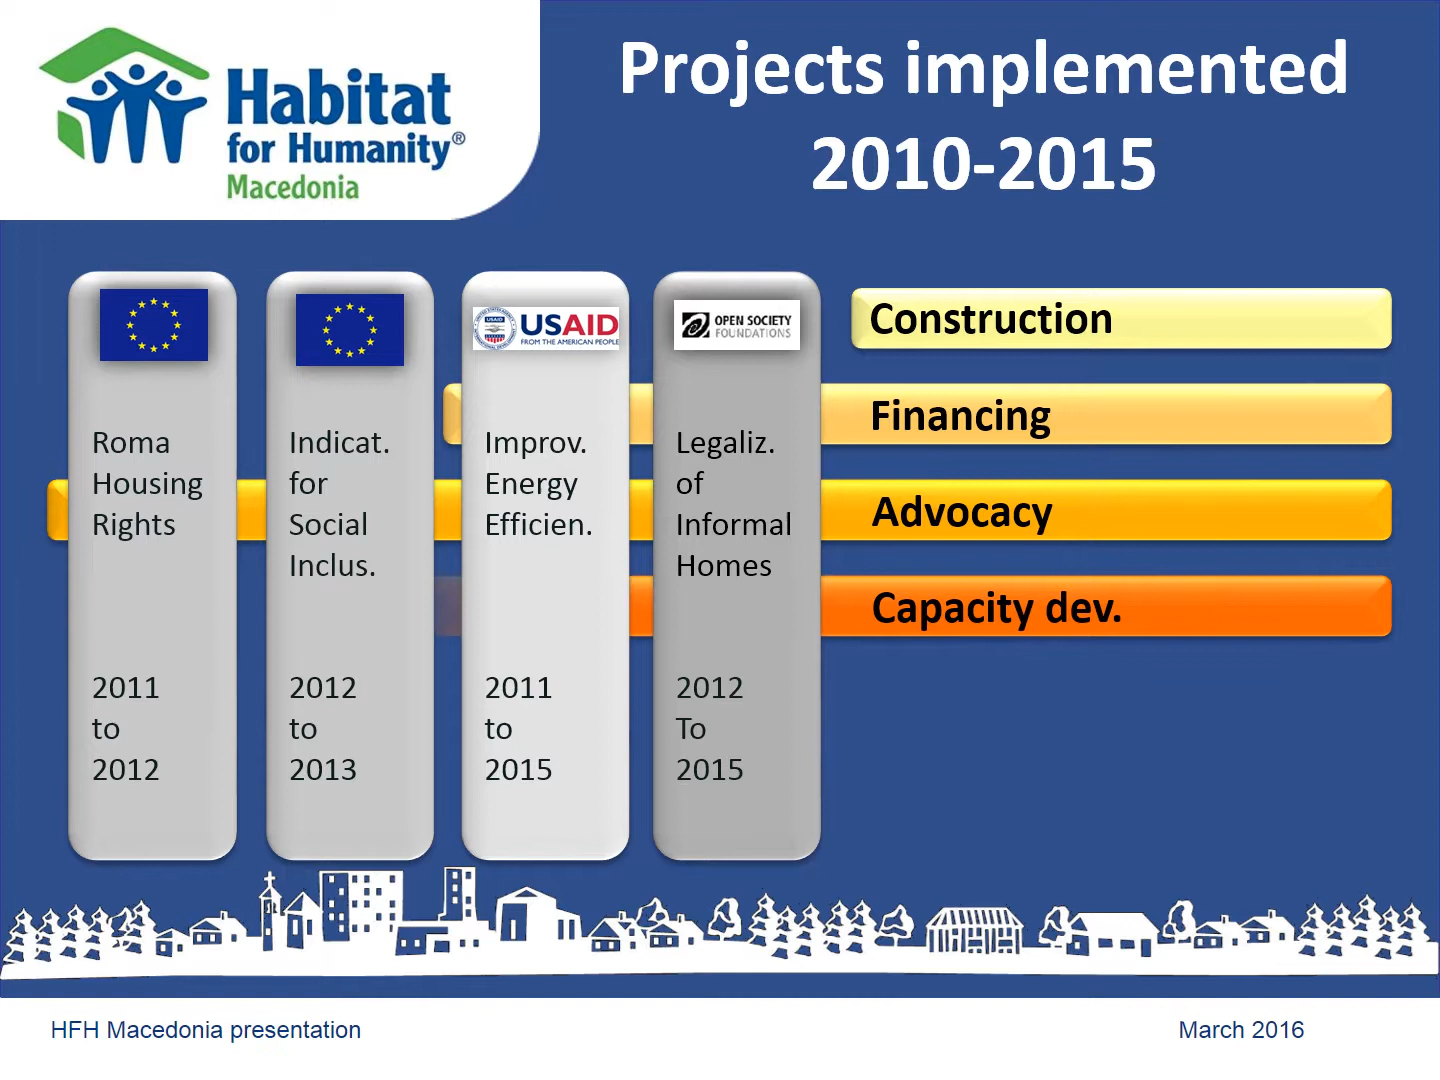 Habitat
for Humanity®
Macedonia
Projects implemented
2010-2015
USAID
FROM THE AMERICAN PEOPLE
OPEN SOCIETY
FOUNDATIONS
Roma
Housing
Rights
2011
to
2012
Indicat.
for
Social
Inclus.
2012
to
2013
Improv.
Energy
Efficien.
2011
to
2015
Legaliz.
of
Informal
Homes
2012
To
2015
Construction
Financing
Advocacy
Capacity dev.
HFH Macedonia presentation
March 2016